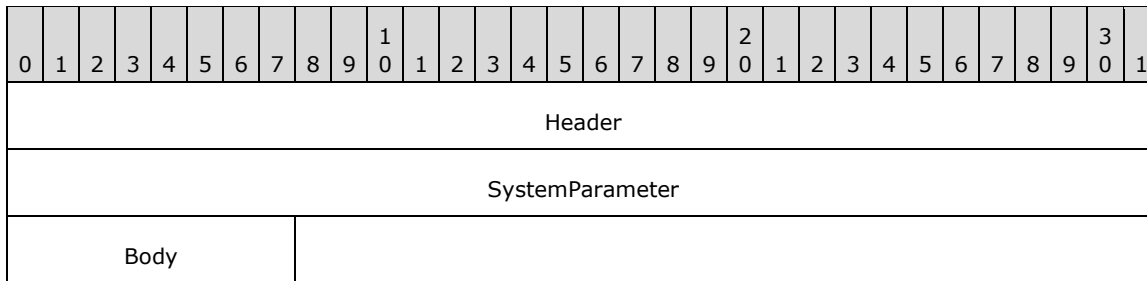 1 2 3
0 1 2 3 4 5 6 7 8 9 0 1 2 3 4 5 6 7 8 9 0 1 2 3 4 5 6 7 8 9 0 1
Header
SystemParameter
Body